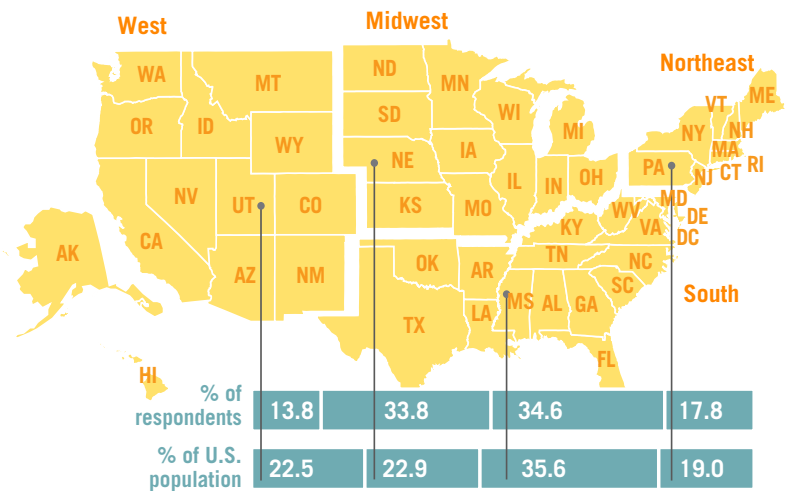 West
Midwest
Northeast
South
WA
OR
ID
MT
WY
NV
UT
CO
CA
AZ
NM
AK
HI
ND
SD
NE
KS
MN
IA
MO
WI
IL
MI
IN
OH
OK
TX
AR
LA
MS
AL
GA
FL
TN
KY
WV
VA
NC
SC
MD
DE
DC
PA
NJ
NY
CT
RI
MA
VT
NH
ME
% of
respondents
13.8 33.8 34.6 17.8
% of U.S.
population
22.5 22.9 35.6 19.0